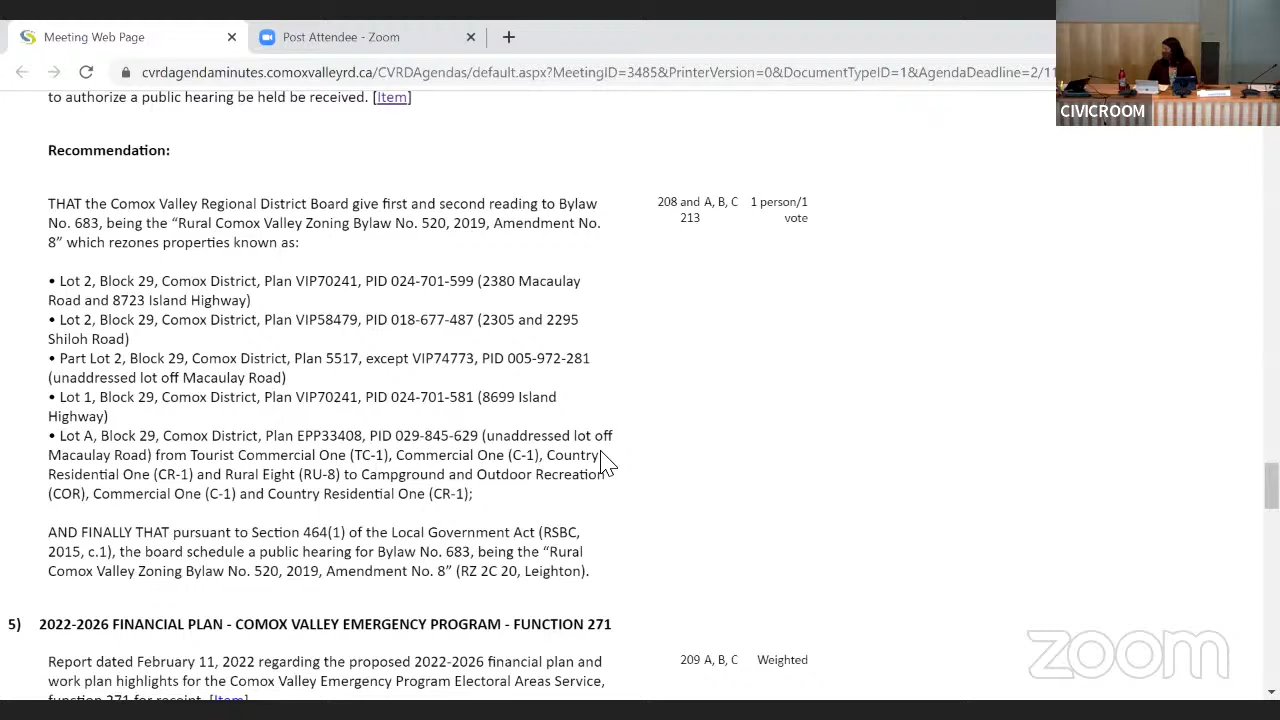 Meeting Web Page
Post Attendee - Zoom
cvrdagendaminutes.comoxvalleyrd.ca/CVRDAgendas/default.aspx?MeetingID=3485&PrinterVersion=0&DocumentTypeID=1&AgendaDeadline=2/11
CIVICROOM
to authorize a public hearing be held be received. [Item]
Recommendation:
THAT the Comox Valley Regional District Board give first and second reading to Bylaw 208 and A, B, C 1 person/1
No. 683, being the “Rural Comox Valley Zoning Bylaw No. 520, 2019, Amendment No. 213 vote
8” which rezones properties known as:
• Lot 2, Block 29, Comox District, Plan VIP70241, PID 024-701-599 (2380 Macaulay
Road and 8723 Island Highway)
• Lot 2, Block 29, Comox District, Plan VIP58479, PID 018-677-487 (2305 and 2295
Shiloh Road)
• Part Lot 2, Block 29, Comox District, Plan 5517, except VIP74773, PID 005-972-281
(unaddressed lot off Macaulay Road)
• Lot 1, Block 29, Comox District, Plan VIP70241, PID 024-701-581 (8699 Island
Highway)
• Lot A, Block 29, Comox District, Plan EPP33408, PID 029-845-629 (unaddressed lot off
Macaulay Road) from Tourist Commercial One (TC-1), Commercial One (C-1), Country
Residential One (CR-1) and Rural Eight (RU-8) to Campground and Outdoor Recreation
(COR), Commercial One (C-1) and Country Residential One (CR-1);
AND FINALLY THAT pursuant to Section 464(1) of the Local Government Act (RSBC,
2015, c.1), the board schedule a public hearing for Bylaw No. 683, being the “Rural
Comox Valley Zoning Bylaw No. 520, 2019, Amendment No. 8” (RZ 2C 20, Leighton).
5) 2022-2026 FINANCIAL PLAN - COMOX VALLEY EMERGENCY PROGRAM - FUNCTION 271
Report dated February 11, 2022 regarding the proposed 2022-2026 financial plan and 209 A, B, C Weighted
work plan highlights for the Comox Valley Emergency Program Electoral Areas Service,
function 271 for receipt. [Item]
zoom